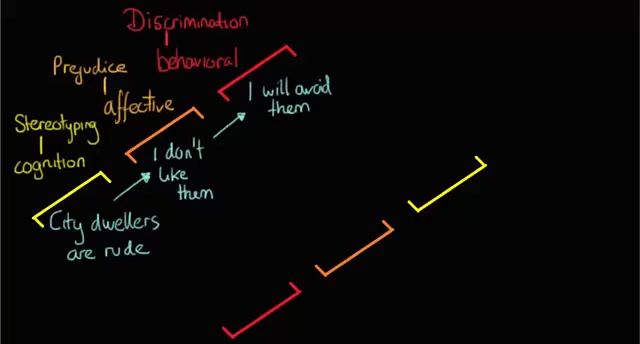 Discrimination
behavioral
Prejudice
affective
Stereotyping
cognition
I will avoid
them
I don't
like
them
City dwellers
are rude